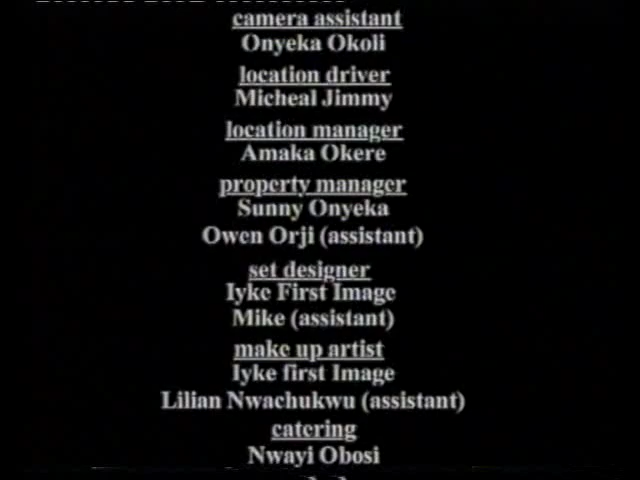 camera assistant
Onyeka Okoli
location driver
Micheal Jimmy
location manager
Amaka Okere
property manager
Sunny Onyeka
Owen Orji (assistant)
set designer
Iyke First Image
Mike (assistant)
make up artist
Iyke first Image
Lilian Nwachukwu (assistant)
catering
Nwayi Obosi